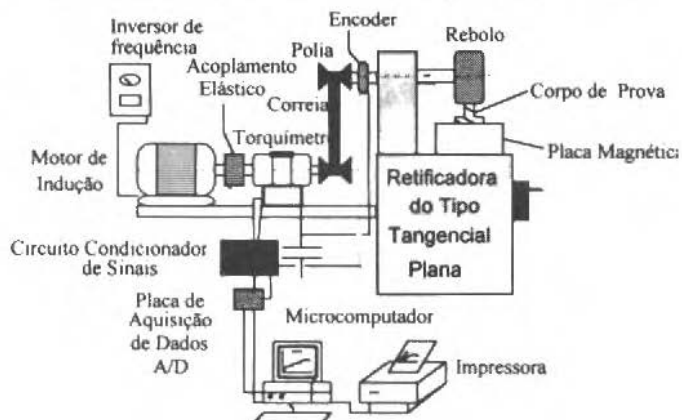 Inversor de
frequência
Acoplamento
Elástico
Polia
Encoder
Rebolo
Correia
Corpo de Prova
Torquímetro
Placa Magnética
Motor de
Indução
Retificadora
do Tipo
Tangencial
Plana
Circuito Condicionador
de Sinais
Placa de
Aquisição
de Dados
A/D
Microcomputador
Impressora